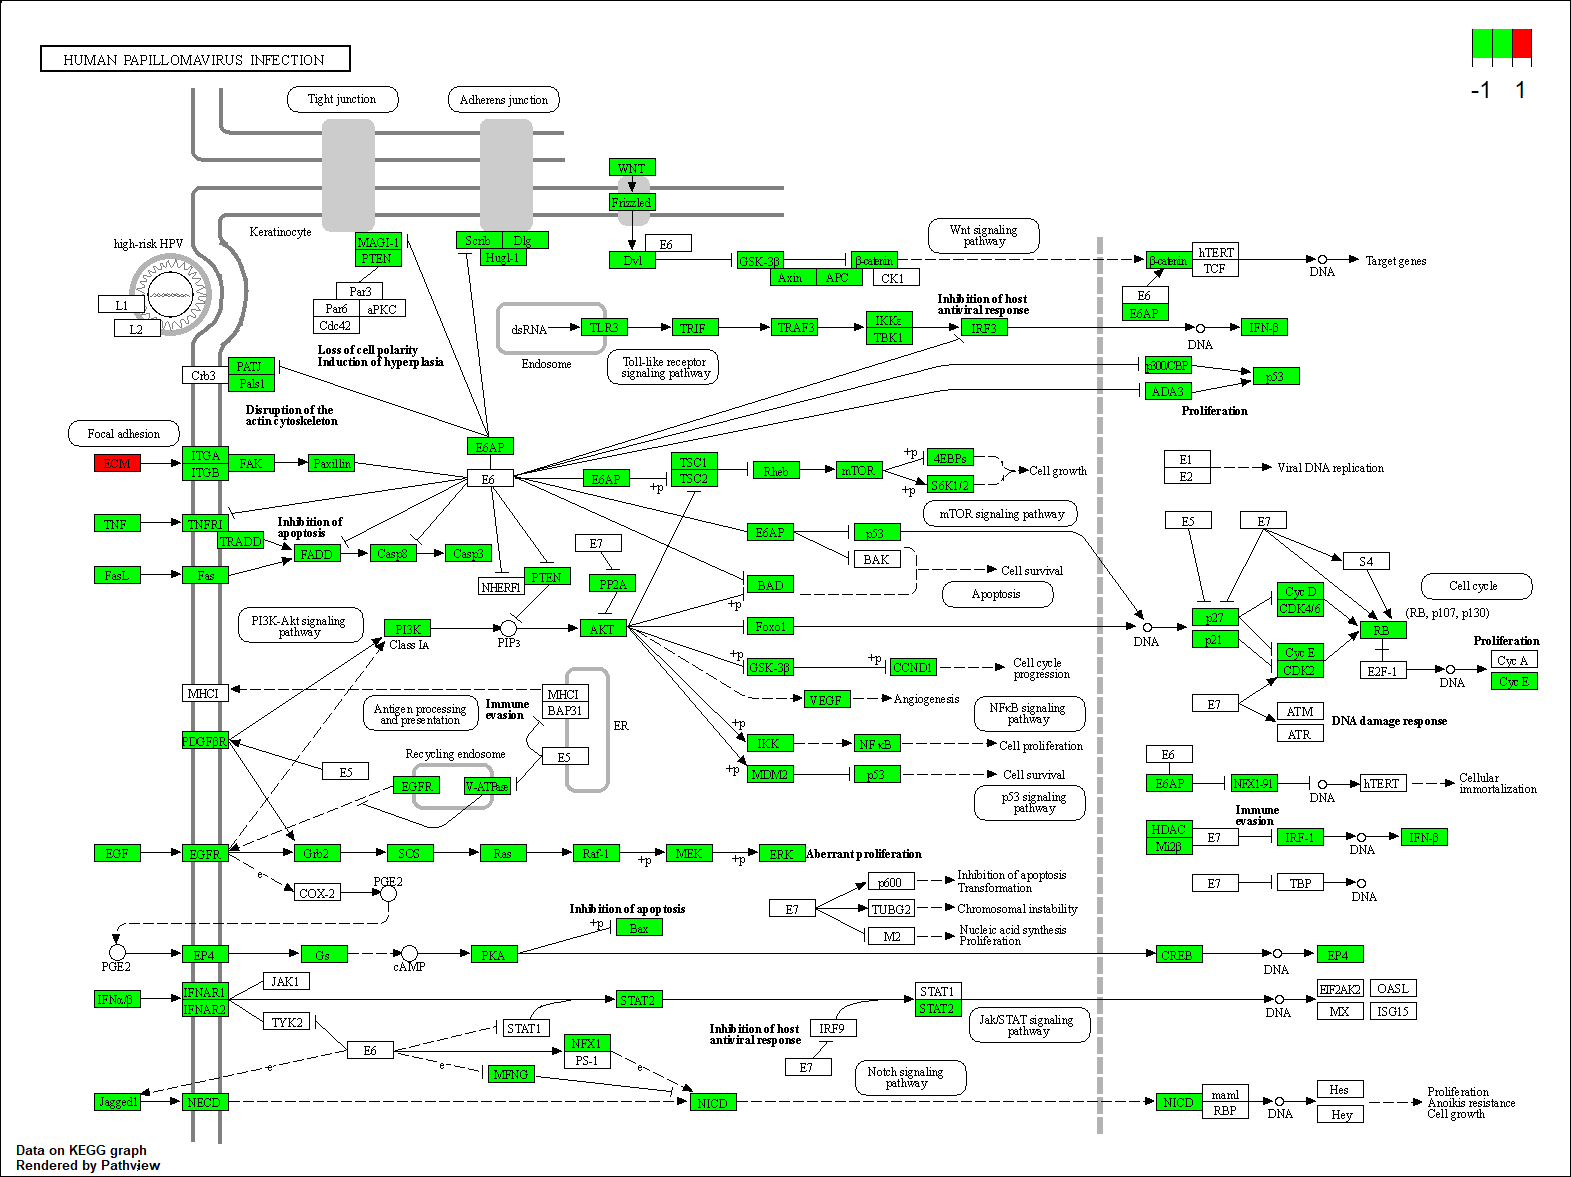 HUMAN PAPILLOMAVIRUS INFECTION
-1 1
Tight junction
Adherens junction
WNT
Frizzled
Keratinocyte
high-risk HPV
L1
L2
MAGI-1
PTEN
Scrib Dlg
Hugl-1
Par3
Par6 aPKC
Cdc42
Dvl
E6
GSK-3β
β-catenin
Axin APC CK1
Wnt signaling
pathway
β-catenin
hTERT
TCF
DNA
Target genes
E6
E6AP
Loss of cell polarity
Induction of hyperplasia
dsRNA
Endosome
TLR3
TRIF
TRAF3
IKKε
TBK1
Inhibition of host
antiviral response
IRF3
DNA
IFN-β
Toll-like receptor
signaling pathway
Crb3
PATJ
Pals1
p300/CBP
ADA3
p53
Proliferation
Disruption of the
actin cytoskeleton
Focal adhesion
ECM
ITGA
ITGB
FAK
Paxillin
E6AP
E6
E6AP
+p
TSC1
TSC2
Rheb
mTOR
+p
+p
4EBPs
S6K1/2
Cell growth
mTOR signaling pathway
E1
E2
Viral DNA replication
TNF
TNFR1
TRADD
Inhibition of
apoptosis
FADD
Casp8
Casp3
FasL
Fas
NHERF1
PTEN
E7
PP2A
E6AP
p53
BAK
Cell survival
BAD
+p
Apoptosis
E5
E7
S4
Cell cycle
(RB, p107, p130)
p27
p21
Cyc D
CDK4/6
Cyc E
CDK2
RB
E2F-1
DNA
Proliferation
Cyc A
Cyc E
PI3K-Akt signaling
pathway
PI3K
Class IA
PIP3
AKT
Foxo1
DNA
+p
GSK-3β
+p
CCND1
Cell cycle
progression
VEGF
Angiogenesis
NFκB signaling
pathway
MHCI
MHCI
BAP31
ER
Immune
evasion
Antigen processing
and presentation
E5
E7
ATM
ATR
DNA damage response
PDGFβR
E5
Recycling endosome
EGFR
V-ATPase
+p
IKK
NFκB
Cell proliferation
+p
MDM2
p53
Cell survival
p53 signaling
pathway
E6
E6AP
NFX1-91
DNA
hTERT
Cellular
immortalization
Immune
evasion
HDAC
Mi2β
E7
IRF-1
DNA
IFN-β
E7
TBP
DNA
EGF
EGFR
Grb2
SOS
Ras
Raf-1
+p
MEK
+p
ERK
Aberrant proliferation
e
COX-2
PGE2
E7
p600
TUBG2
M2
Inhibition of apoptosis
Transformation
Chromosomal instability
Nucleic acid synthesis
Proliferation
Inhibition of apoptosis
+p
Bax
PGE2
EP4
Gs
cAMP
PKA
CREB
DNA
EP4
IFNα/β
IFNAR1
IFNAR2
JAK1
TYK2
STAT2
STAT1
STAT1
STAT2
IRF9
E7
Inhibition of host
antiviral response
Jak/STAT signaling
pathway
DNA
EIF2AK2 OASL
MX ISG15
E6
NFX1
PS-1
MFNG
e
e
e
Notch signaling
pathway
Jagged1
NECD
NICD
NICD
maml
RBP
DNA
Hes
Hey
Proliferation
Anoikis resistance
Cell growth
Data on KEGG graph
Rendered by Pathview